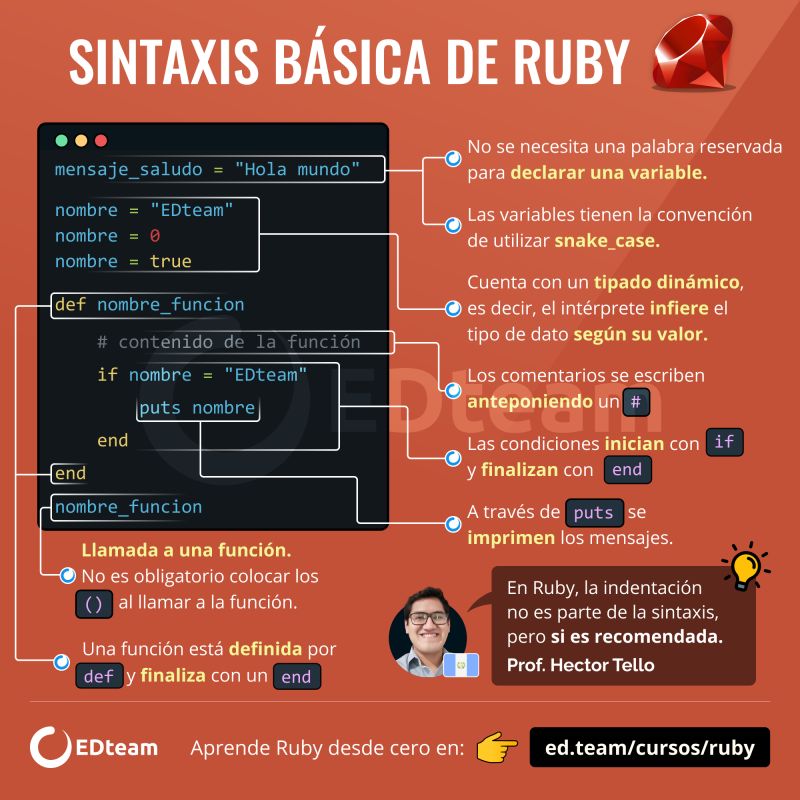 SINTAXIS BÁSICA DE RUBY
mensaje_saludo = "Hola mundo"
nombre = "EDteam"
nombre = 0
nombre = true
def nombre_funcion
# contenido de la función
if nombre = "EDteam"
puts nombre
end
end
nombre_funcion
No se necesita una palabra reservada
para declarar una variable.
Las variables tienen la convención
de utilizar snake_case.
Cuenta con un tipado dinámico,
es decir, el intérprete infiere el
tipo de dato según su valor.
Los comentarios se escriben
anteponiendo un #
Las condiciones inician con if
y finalizan con end
A través de puts se
imprimen los mensajes.
Llamada a una función.
No es obligatorio colocar los
() al llamar a la función.
Una función está definida por
def y finaliza con un end
En Ruby, la indentación
no es parte de la sintaxis,
pero si es recomendada.
Prof. Hector Tello
EDteam
EDteam
Aprende Ruby desde cero en:
ed.team/cursos/ruby